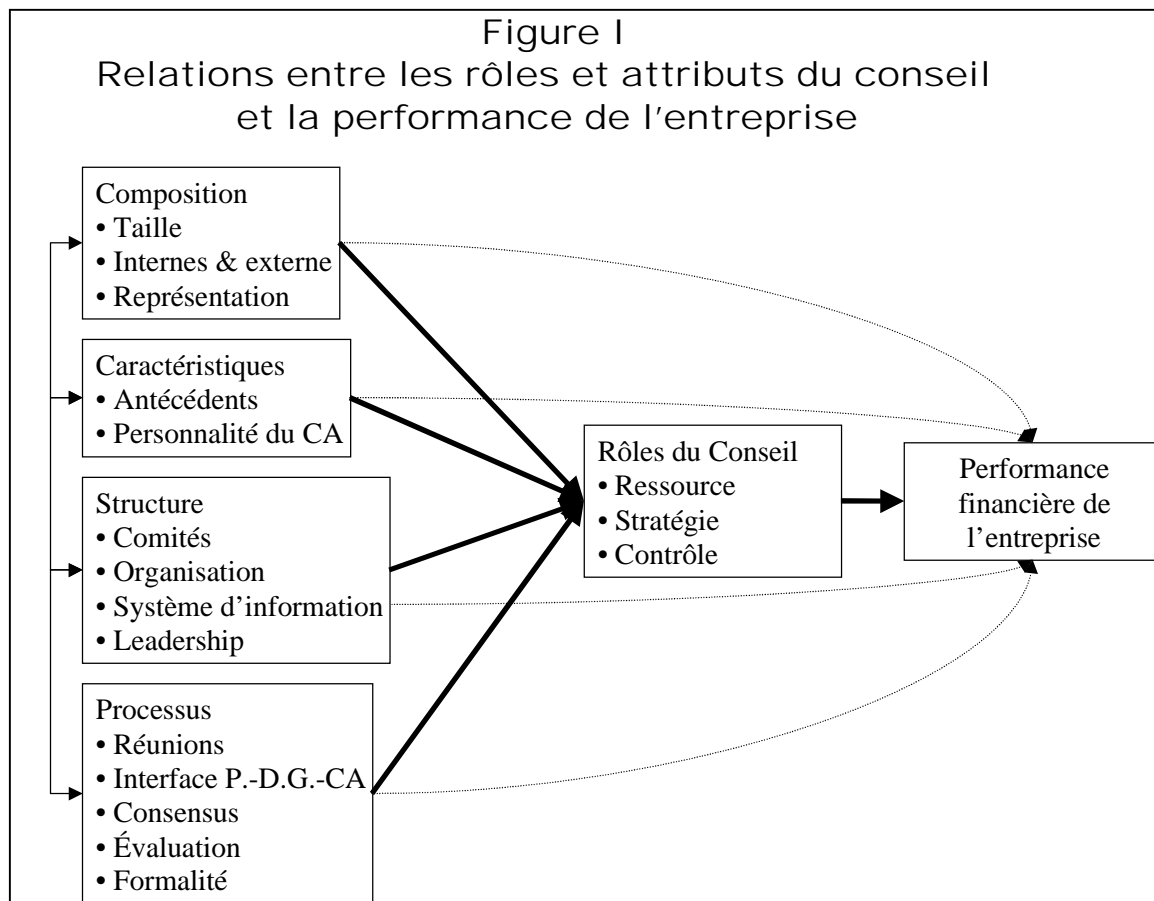 Figure I
Relations entre les rôles et attributs du conseil
et la performance de l'entreprise
Composition
• Taille
• Internes & externe
• Représentation
Caractéristiques
• Antécédents
• Personnalité du CA
Structure
• Comités
• Organisation
• Système d'information
• Leadership
Processus
• Réunions
• Interface P.-D.G.-CA
• Consensus
• Évaluation
• Formalité
Rôles du Conseil
• Ressource
• Stratégie
• Contrôle
Performance
financière de
l'entreprise